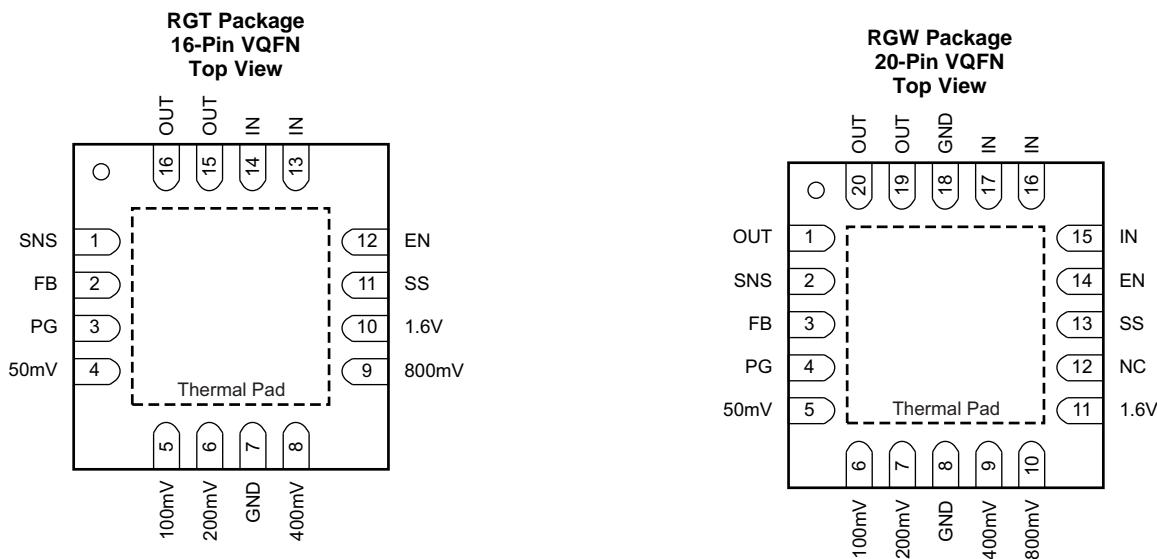 RGT Package
16-Pin VQFN
Top View
OUT
OUT
IN
IN
16
15
14
13
SNS 1
FB 2
PG 3
50mV 4
12 EN
11 SS
10 1.6V
9 800mV
Thermal Pad
5
6
7
8
100mV
200mV
GND
400mV
RGW Package
20-Pin VQFN
Top View
OUT
OUT
GND
IN
IN
20
19
18
17
16
OUT 1
SNS 2
FB 3
PG 4
50mV 5
15 IN
14 EN
13 SS
12 NC
11 1.6V
Thermal Pad
6
7
8
9
10
100mV
200mV
GND
400mV
800mV